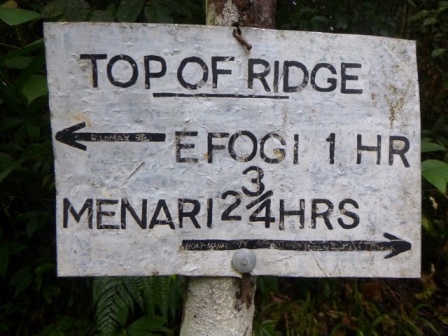 TOP OF RIDGE
EFOGI 1 HR
MENARI 2 3/4 HRS